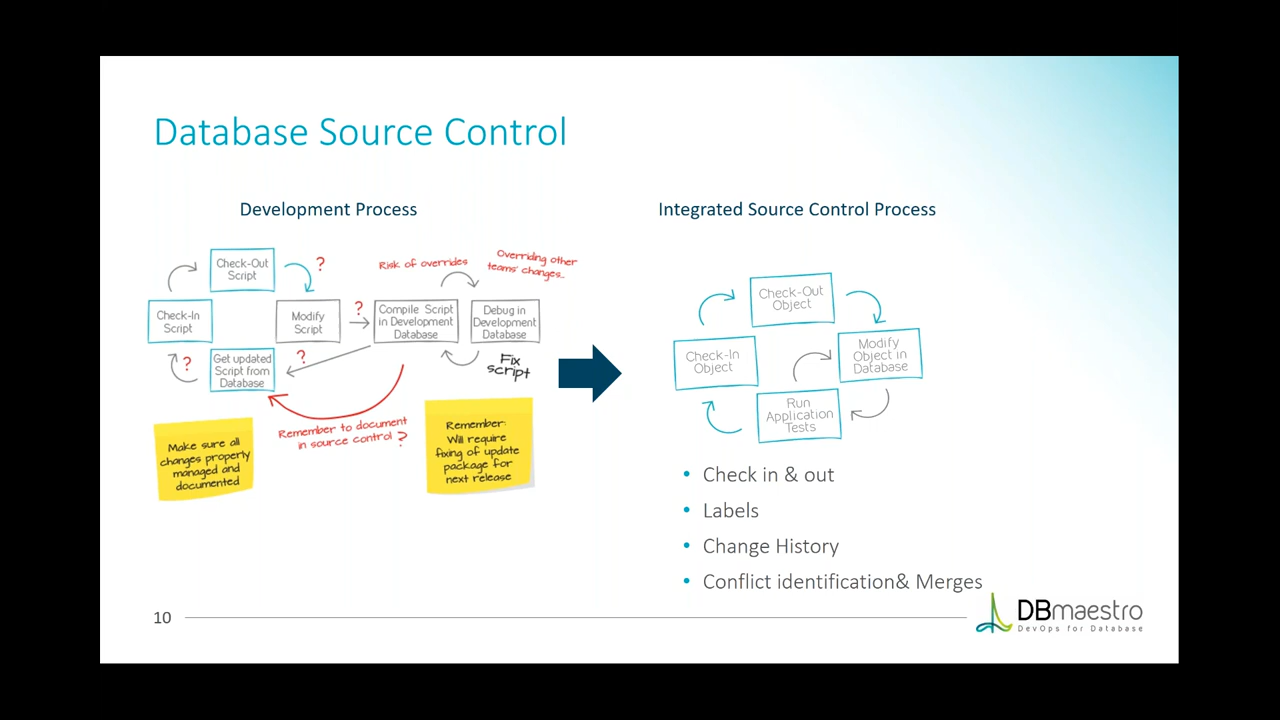 Database Source Control
Development Process
Check-Out
Script
?
Check-In
Script
Modify
Script
?
Risk of overrides
Overriding other
teams' changes...
Compile Script
in Development
Database
Debug in
Development
Database
Get updated
Script from
Database
?
?
Fix
script
Remember to document
in source control ?
Make sure all
changes properly
managed and
documented
Remember:
Will require
fixing of update
package for
next release
Integrated Source Control Process
Check-Out
Object
Check-In
Object
Modify
Object in
Database
Run
Application
Tests
• Check in & out
• Labels
• Change History
• Conflict identification& Merges
10
DBmaestro
DevOps for Database